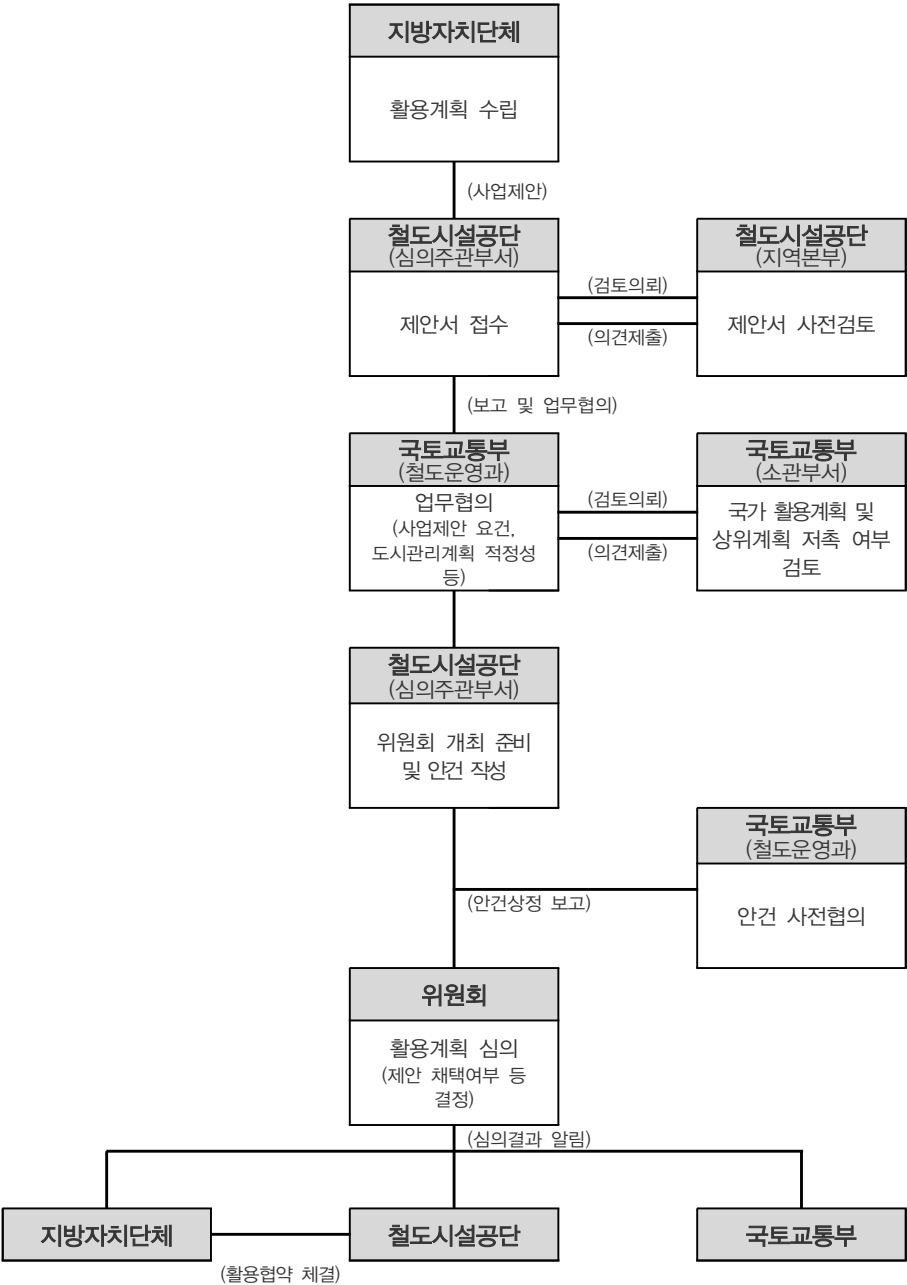 지방자치단체
활용계획 수립
(사업제안)
철도시설공단
(심의주관부서)
제안서 접수
(검토의뢰)
(의견제출)
철도시설공단
(지역본부)
제안서 사전검토
(보고 및 업무협의)
국토교통부
(철도운영과)
업무협의
(사업제안 요건,
도시관리계획 적정성
등)
(검토의뢰)
(의견제출)
국토교통부
(소관부서)
국가 활용계획 및
상위계획 저촉 여부
검토
철도시설공단
(심의주관부서)
위원회 개최 준비
및 안건 작성
국토교통부
(철도운영과)
안건 사전협의
(안건상정 보고)
위원회
활용계획 심의
(제안 채택여부 등
결정)
(심의결과 알림)
지방자치단체
철도시설공단
국토교통부
(활용협약 체결)